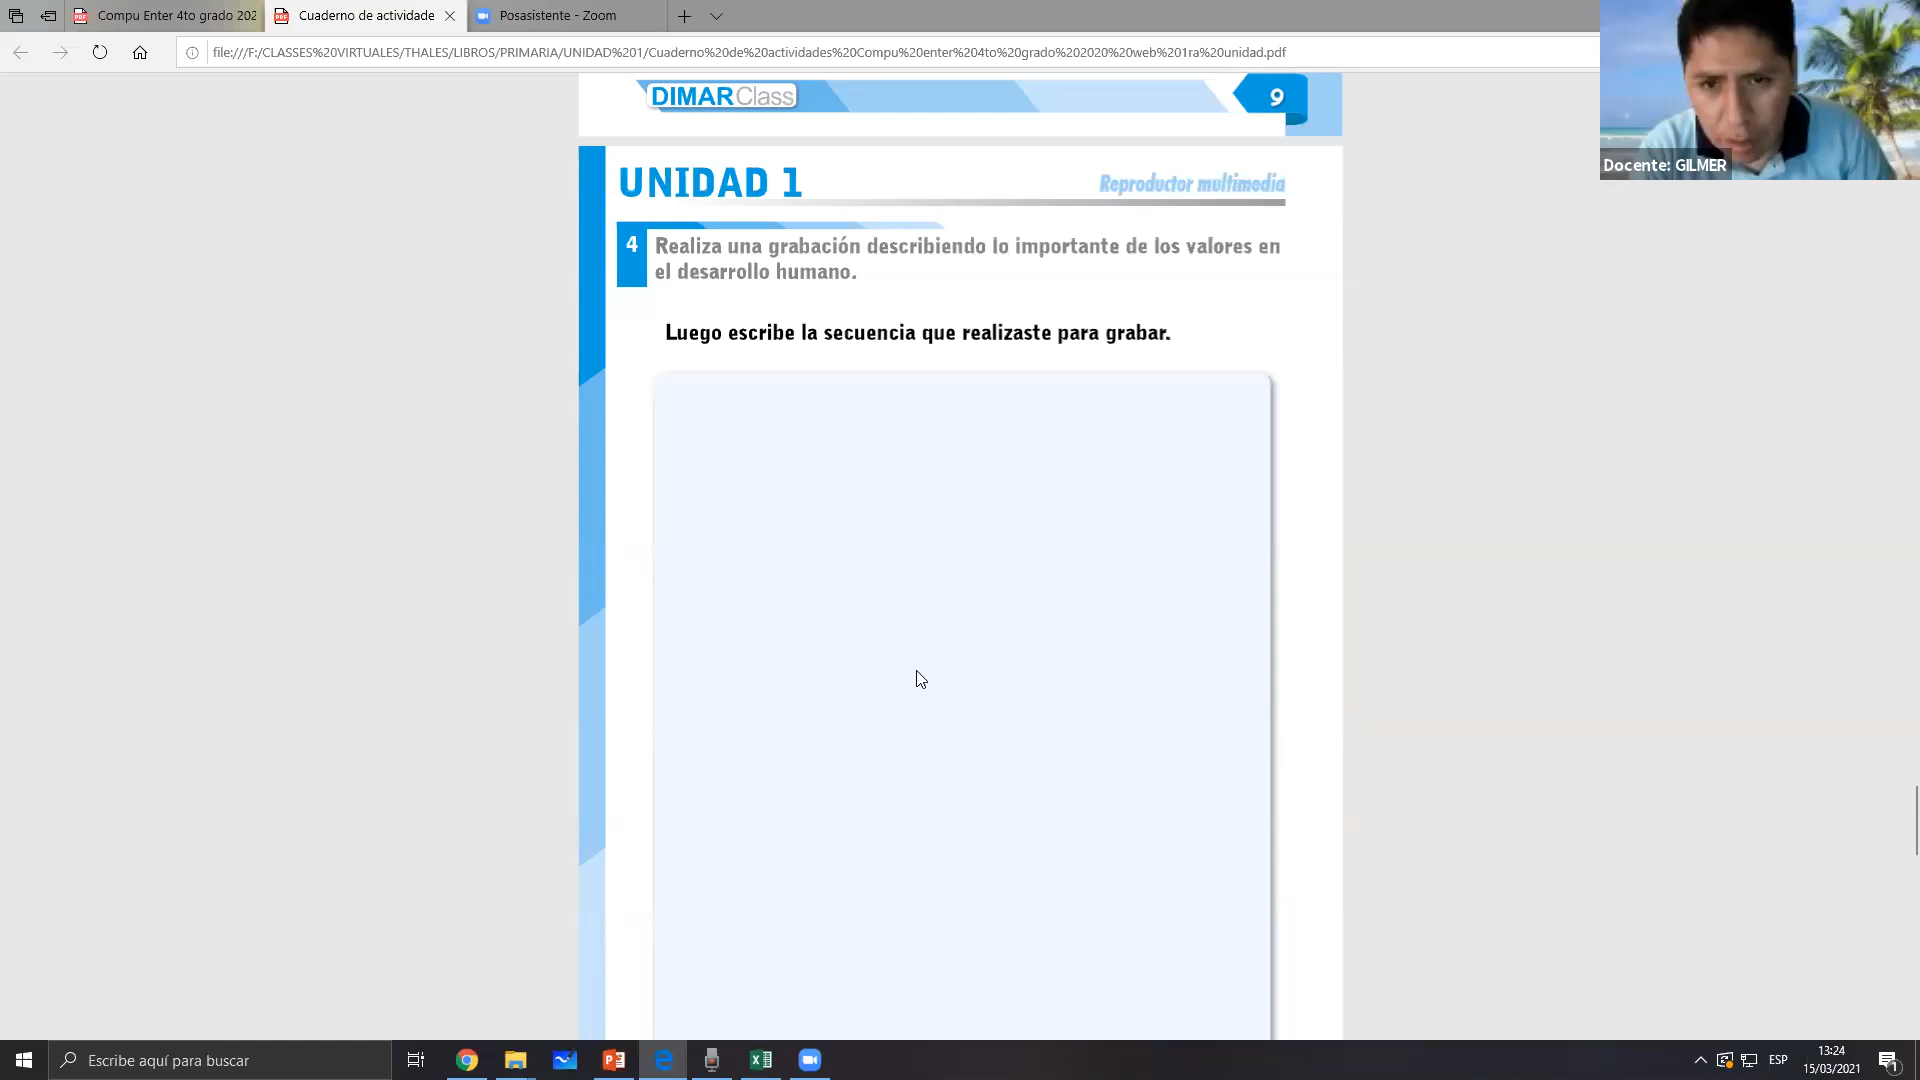 Compu Enter 4to grado 202
Cuaderno de actividade
Posasistente - Zoom
file:///F:/CLASSES%20VIRTUALES/THALES/LIBROS/PRIMARIA/UNIDAD%201/Cuaderno%20de%20actividades%20Compu%20enter%204to%20grado%202020%20web%201ra%20unidad.pdf
DIMARClass
9
Docente: GILMER
UNIDAD 1
Reproductor multimedia
4
Realiza una grabación describiendo lo importante de los valores en
el desarrollo humano.
Luego escribe la secuencia que realizaste para grabar.
Escribe aquí para buscar
ESP
13:24
15/03/2021
1